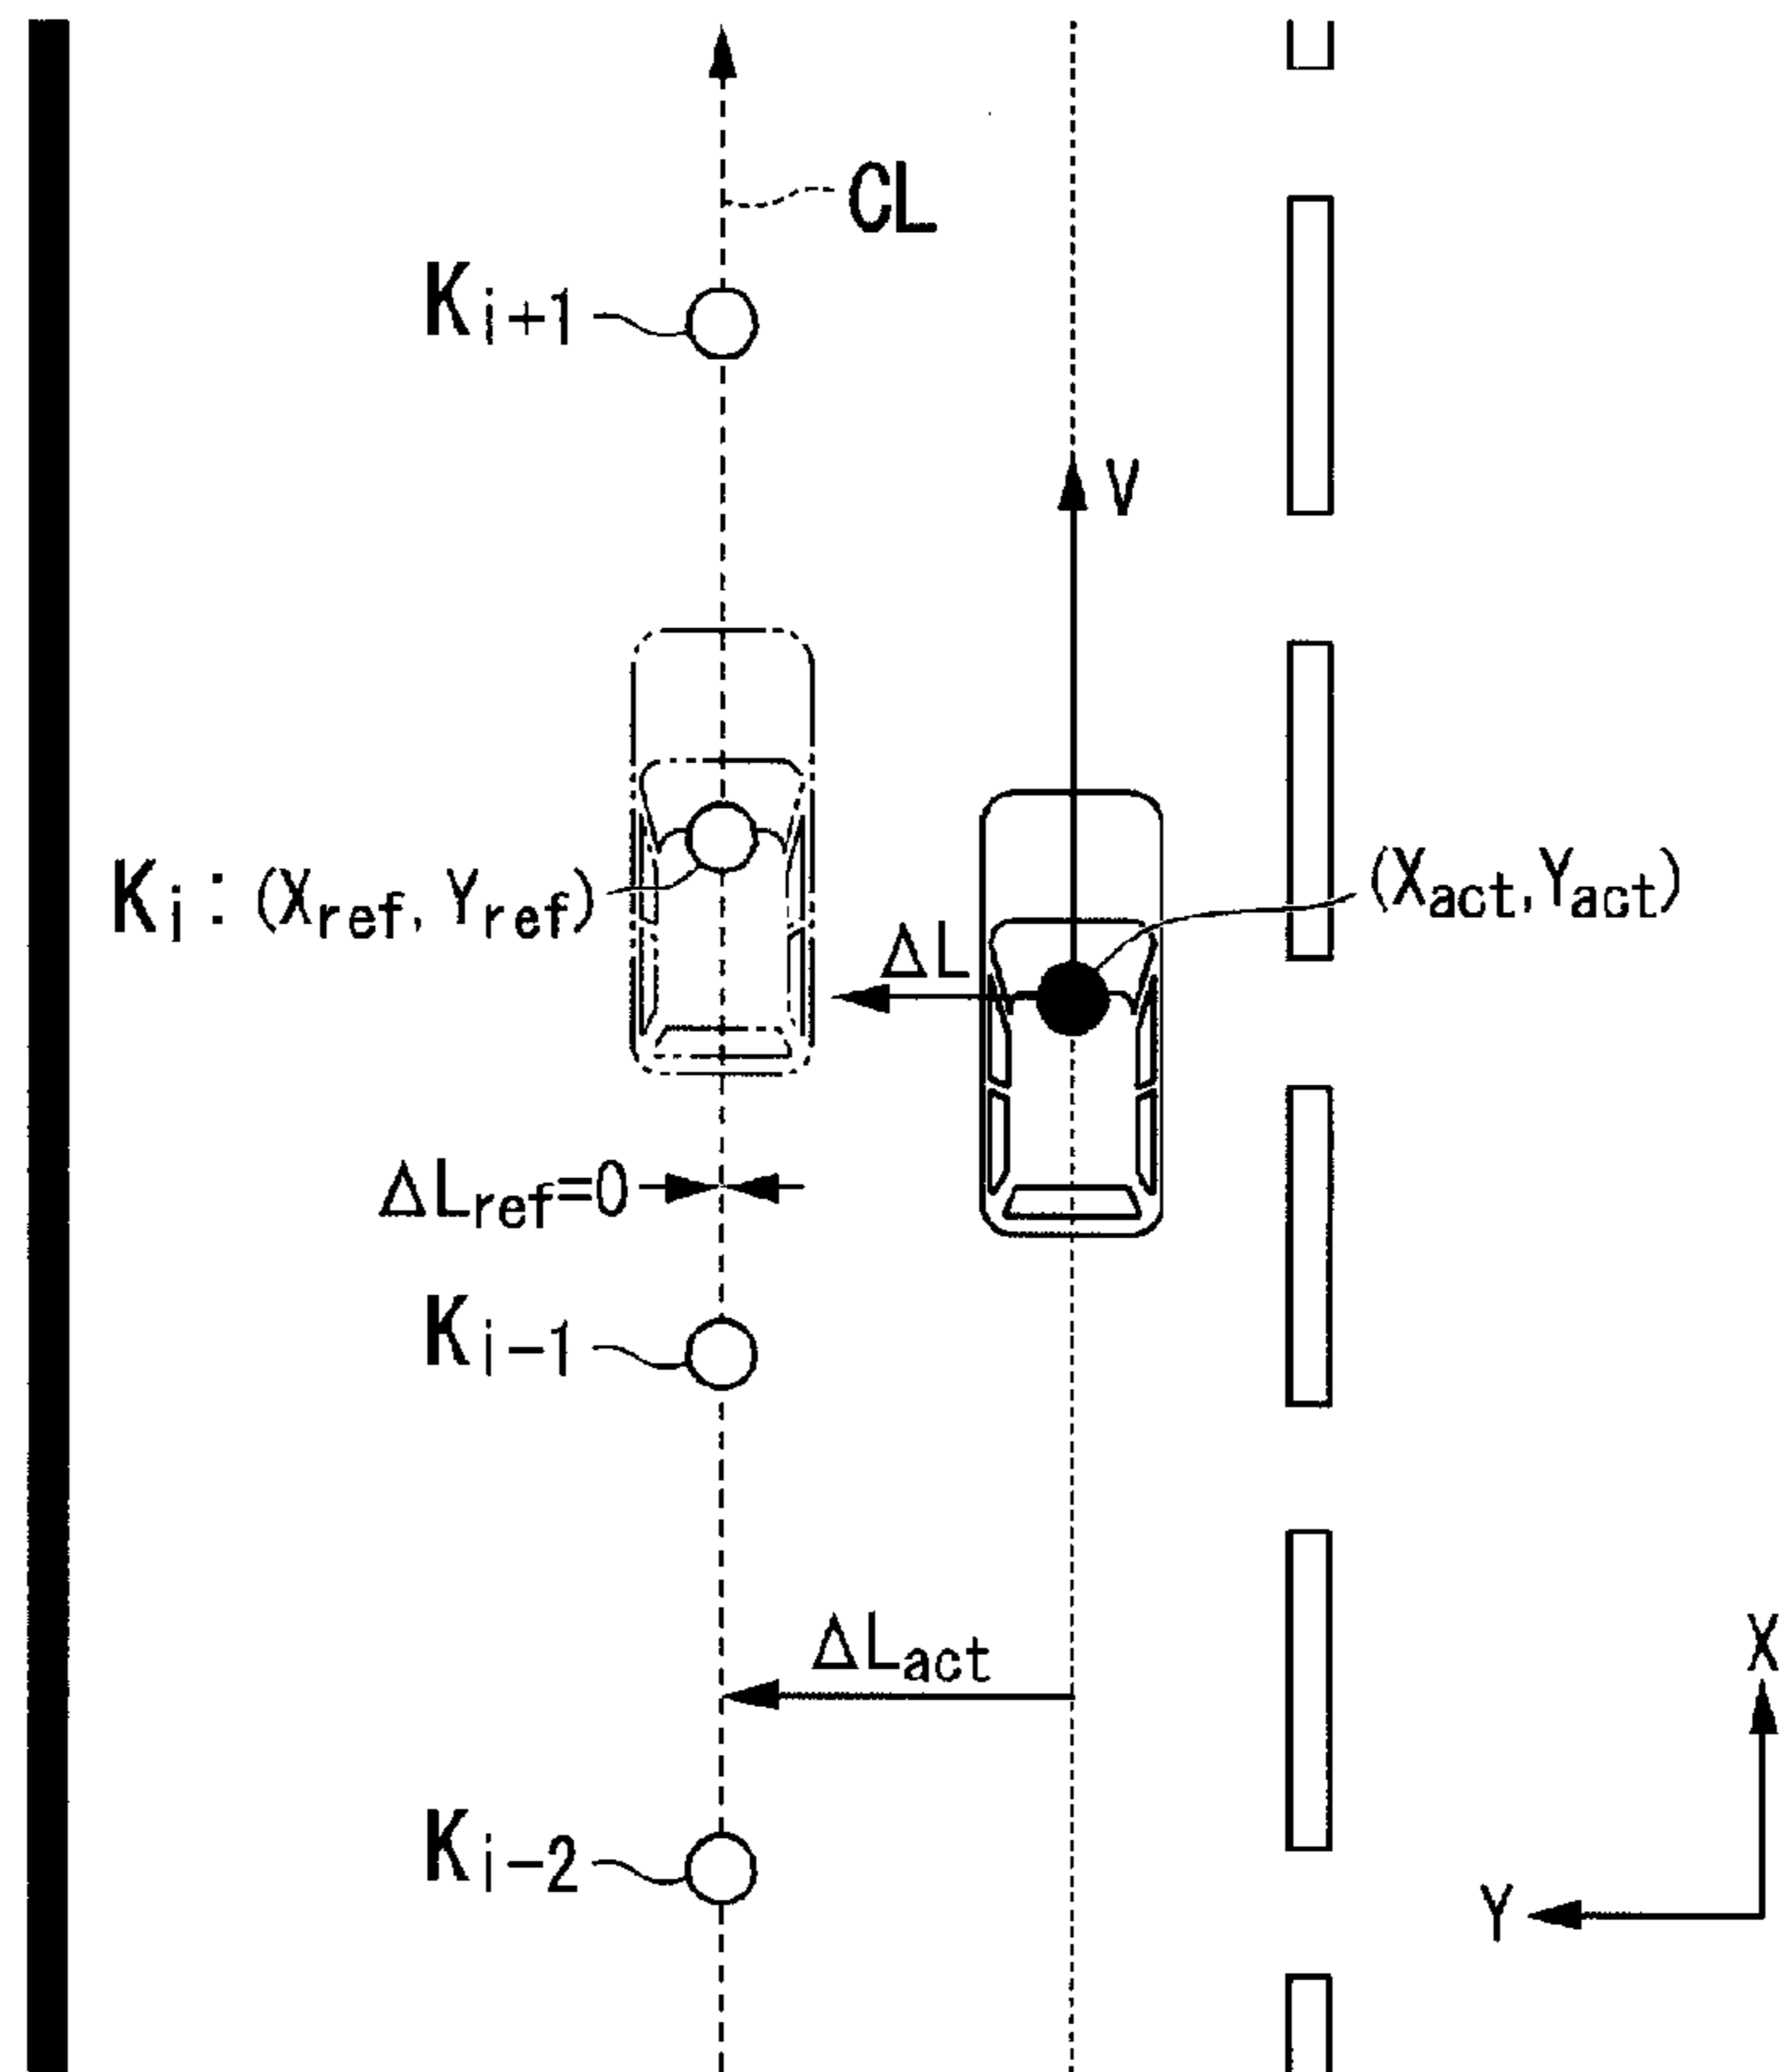 CL
Ki+1
V
Ki:(Xref, Yref)
(Xact,Yact)
ΔL
ΔLref=0
Ki-1
ΔLact
X
Ki-2
Y